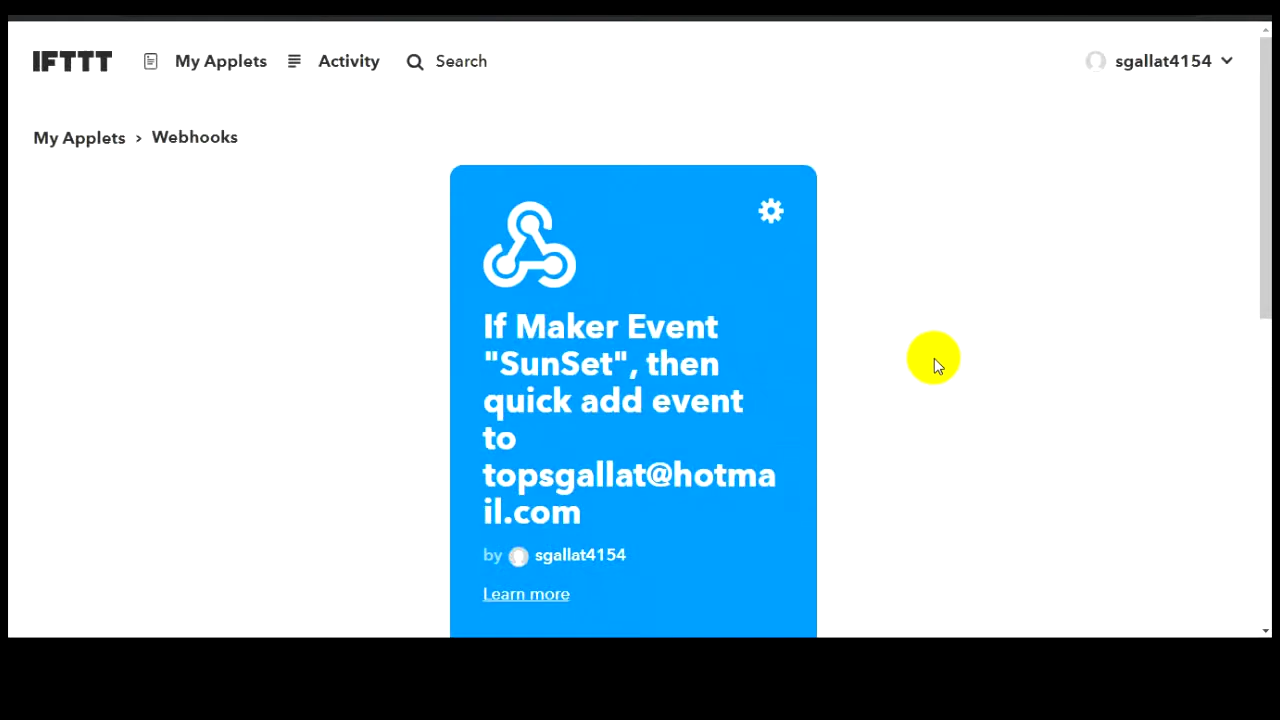 IFTTT My Applets Activity Search sgallat4154
My Applets › Webhooks
If Maker Event
"SunSet", then
quick add event
to
topsgallat@hotma
il.com
by sgallat4154
Learn more